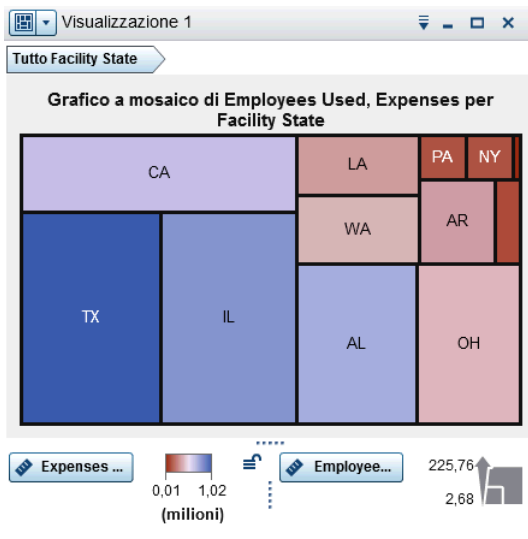 Visualizzazione 1
Tutto Facility State
Grafico a mosaico di Employees Used, Expenses per
Facility State
CA
LA
PA
NY
WA
AR
TX
IL
AL
OH
Expenses ...
0,01 1,02
(milioni)
Employee...
225,76
2,68